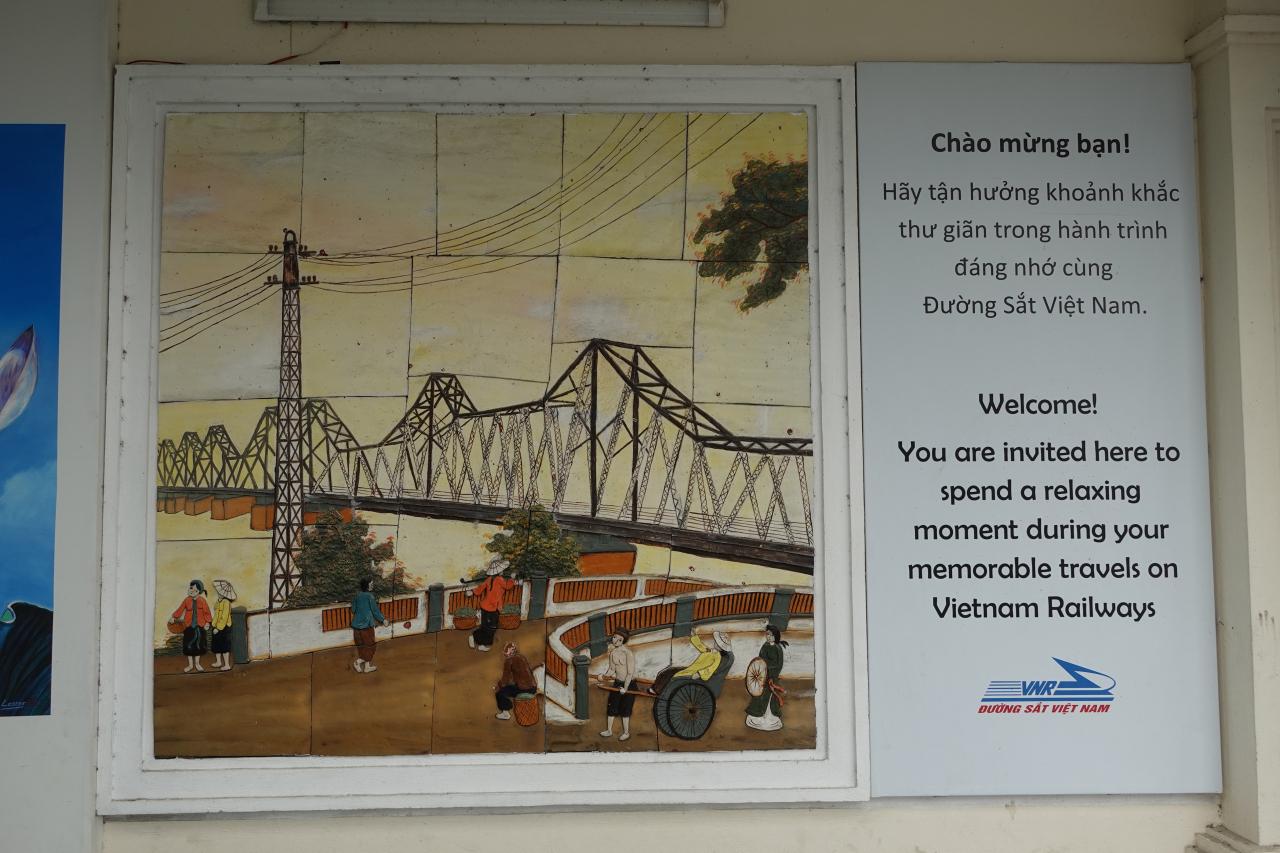 Chào mừng bạn!
Hãy tận hưởng khoảnh khắc
thư giãn trong hành trình
đáng nhớ cùng
Đường Sắt Việt Nam.
Welcome!
You are invited here to
spend a relaxing
moment during your
memorable travels on
Vietnam Railways
VNR
ĐƯỜNG SẮT VIỆT NAM